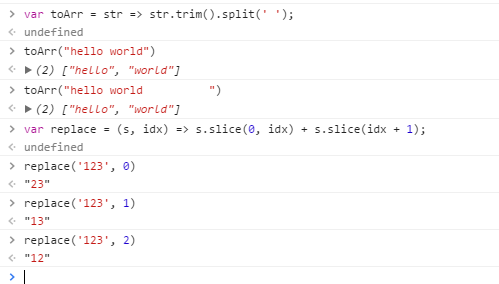 > var toArr = str => str.trim().split(' ');
< undefined
> toArr("hello world")
< ▶ (2) ["hello", "world"]
> toArr("hello world          ")
< ▶ (2) ["hello", "world"]
> var replace = (s, idx) => s.slice(0, idx) + s.slice(idx + 1);
< undefined
> replace('123', 0)
< "23"
> replace('123', 1)
< "13"
> replace('123', 2)
< "12"
>